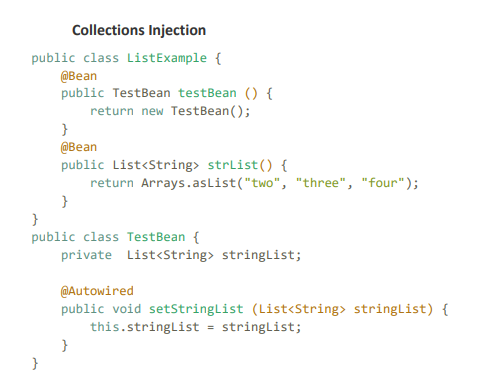 Collections Injection
public class ListExample {
    @Bean
    public TestBean testBean () {
        return new TestBean();
    }
    @Bean
    public List<String> strList() {
        return Arrays.asList("two", "three", "four");
    }
}
public class TestBean {
    private  List<String> stringList;

    @Autowired
    public void setStringList (List<String> stringList) {
        this.stringList = stringList;
    }
}